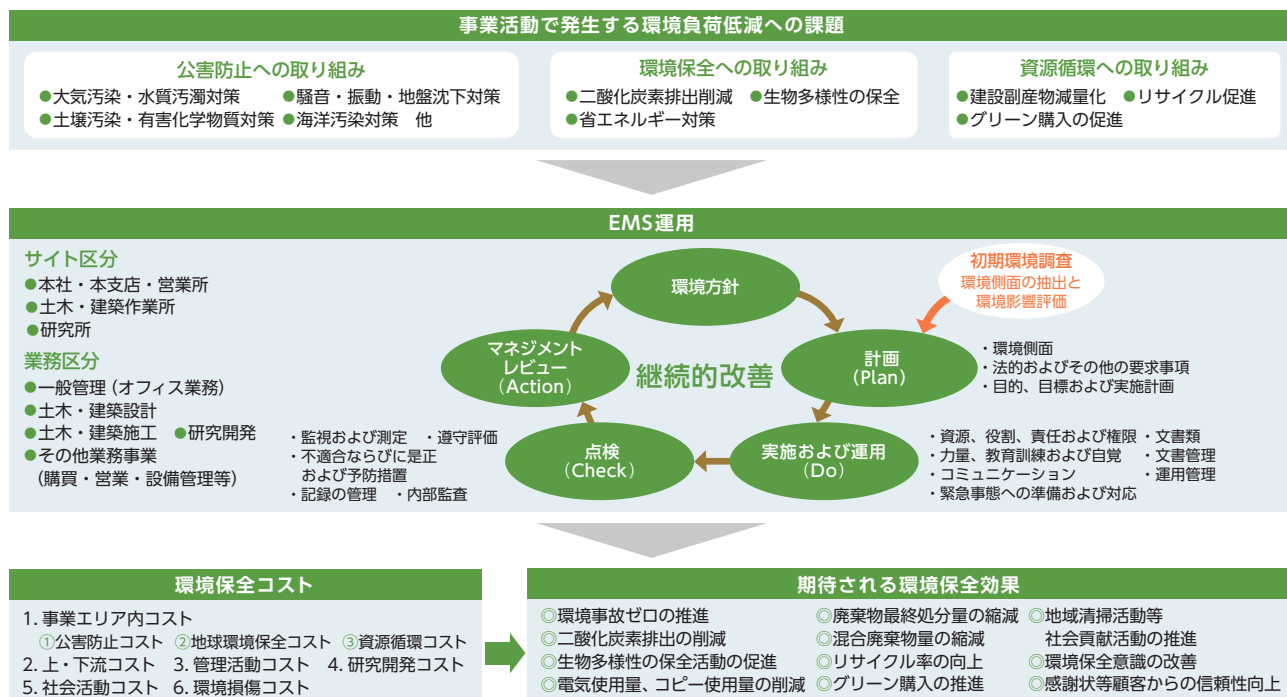 事業活動で発生する環境負荷低減への課題
公害防止への取り組み
●大気汚染・水質汚濁対策 ●騒音・振動・地盤沈下対策
●土壌汚染・有害化学物質対策 ●海洋汚染対策 他
環境保全への取り組み
●二酸化炭素排出削減 ●生物多様性の保全
●省エネルギー対策
資源循環への取り組み
●建設副産物減量化 ●リサイクル促進
●グリーン購入の促進
EMS運用
サイト区分
●本社・本支店・営業所
●土木・建築作業所
●研究所
業務区分
●一般管理(オフィス業務)
●土木・建築設計
●土木・建築施工 ●研究開発
●その他業務事業
(購買・営業・設備管理等)
環境方針
初期環境調査
環境側面の抽出と
環境影響評価
マネジメント
レビュー
(Action)
継続的改善
計画
(Plan)
・環境側面
・法的およびその他の要求事項
・目的、目標および実施計画
・監視および測定 ・遵守評価
・不適合ならびに是正
および予防措置
・記録の管理 ・内部監査
点検
(Check)
実施および運用
(Do)
・資源、役割、責任および権限 ・文書類
・力量、教育訓練および自覚 ・文書管理
・コミュニケーション ・運用管理
・緊急事態への準備および対応
環境保全コスト
1. 事業エリア内コスト
①公害防止コスト ②地球環境保全コスト ③資源循環コスト
2. 上・下流コスト 3. 管理活動コスト 4. 研究開発コスト
5. 社会活動コスト 6. 環境損傷コスト
期待される環境保全効果
◎環境事故ゼロの推進
◎二酸化炭素排出の削減
◎生物多様性の保全活動の促進
◎電気使用量、コピー使用量の削減
◎廃棄物最終処分量の縮減
◎混合廃棄物量の縮減
◎リサイクル率の向上
◎グリーン購入の推進
◎地域清掃活動等
社会貢献活動の推進
◎環境保全意識の改善
◎感謝状等顧客からの信頼性向上